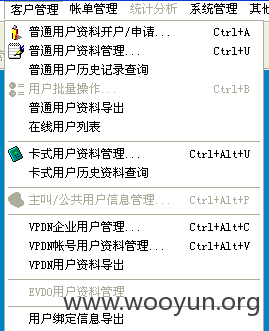 客户管理 帐单管理 统计分析 系统管理 其
普通用户资料开户/申请... Ctrl+A
普通用户资料管理... Ctrl+U
普通用户历史记录查询
用户批量操作... Ctrl+B
普通用户资料导出
在线用户列表
卡式用户资料管理... Ctrl+Alt+U
卡式用户历史资料查询
主叫/公共用户信息管理... Ctrl+Alt+P
VPDN企业用户管理... Ctrl+Alt+C
VPDN帐号用户资料管理... Ctrl+Alt+V
VPDN用户资料导出
EVDO用户资料管理
www.wooyun.org
用户绑定信息导出